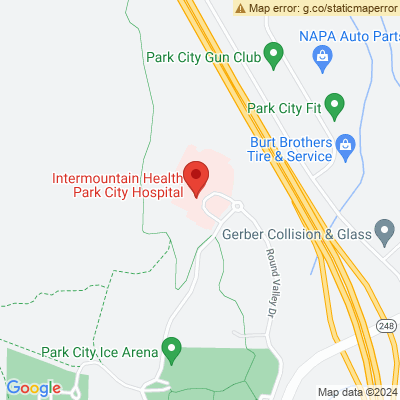 Map error: g.co/staticmaperror
NAPA Auto Parts
Park City Gun Club
Park City Fit
Burt Brothers
Tire & Service
Intermountain Health
Park City Hospital
Gerber Collision & Glass
Round Valley Dr
248
Park City Ice Arena
Google
Map data ©2024